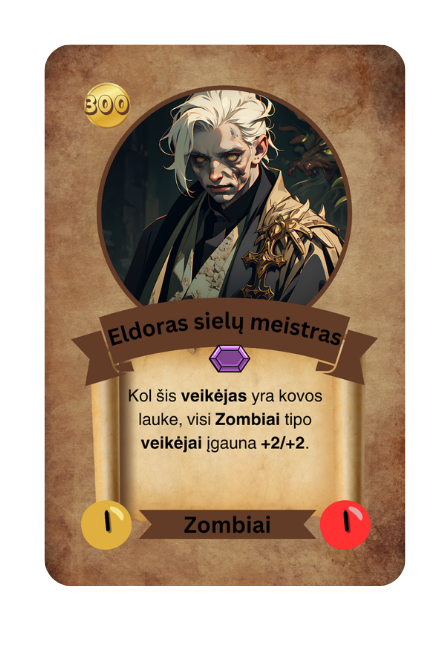 300
Eldoras sielų meistras
Kol šis veikėjas yra kovos
lauke, visi Zombiai tipo
veikėjai įgauna +2/+2.
1
Zombiai
1